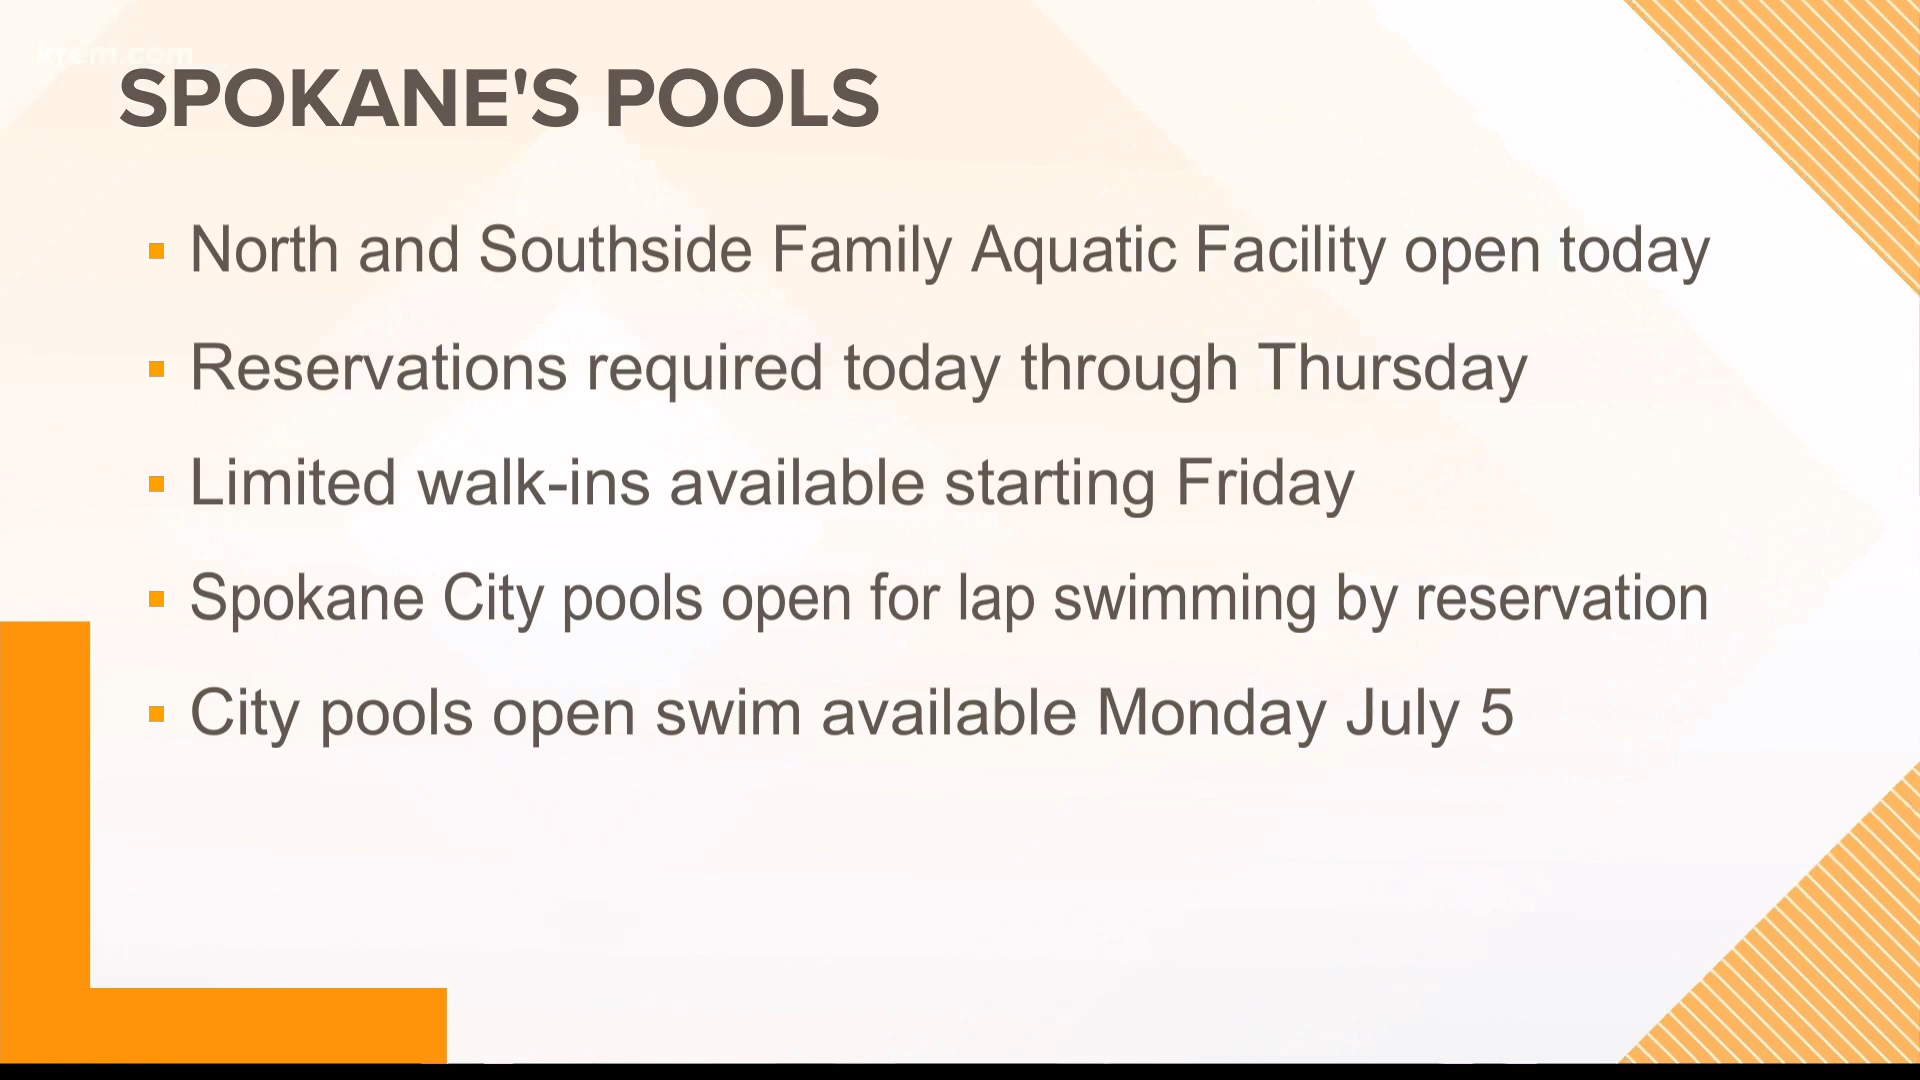 krem.com
SPOKANE'S POOLS
North and Southside Family Aquatic Facility open today
Reservations required today through Thursday
Limited walk-ins available starting Friday
Spokane City pools open for lap swimming by reservation
City pools open swim available Monday July 5